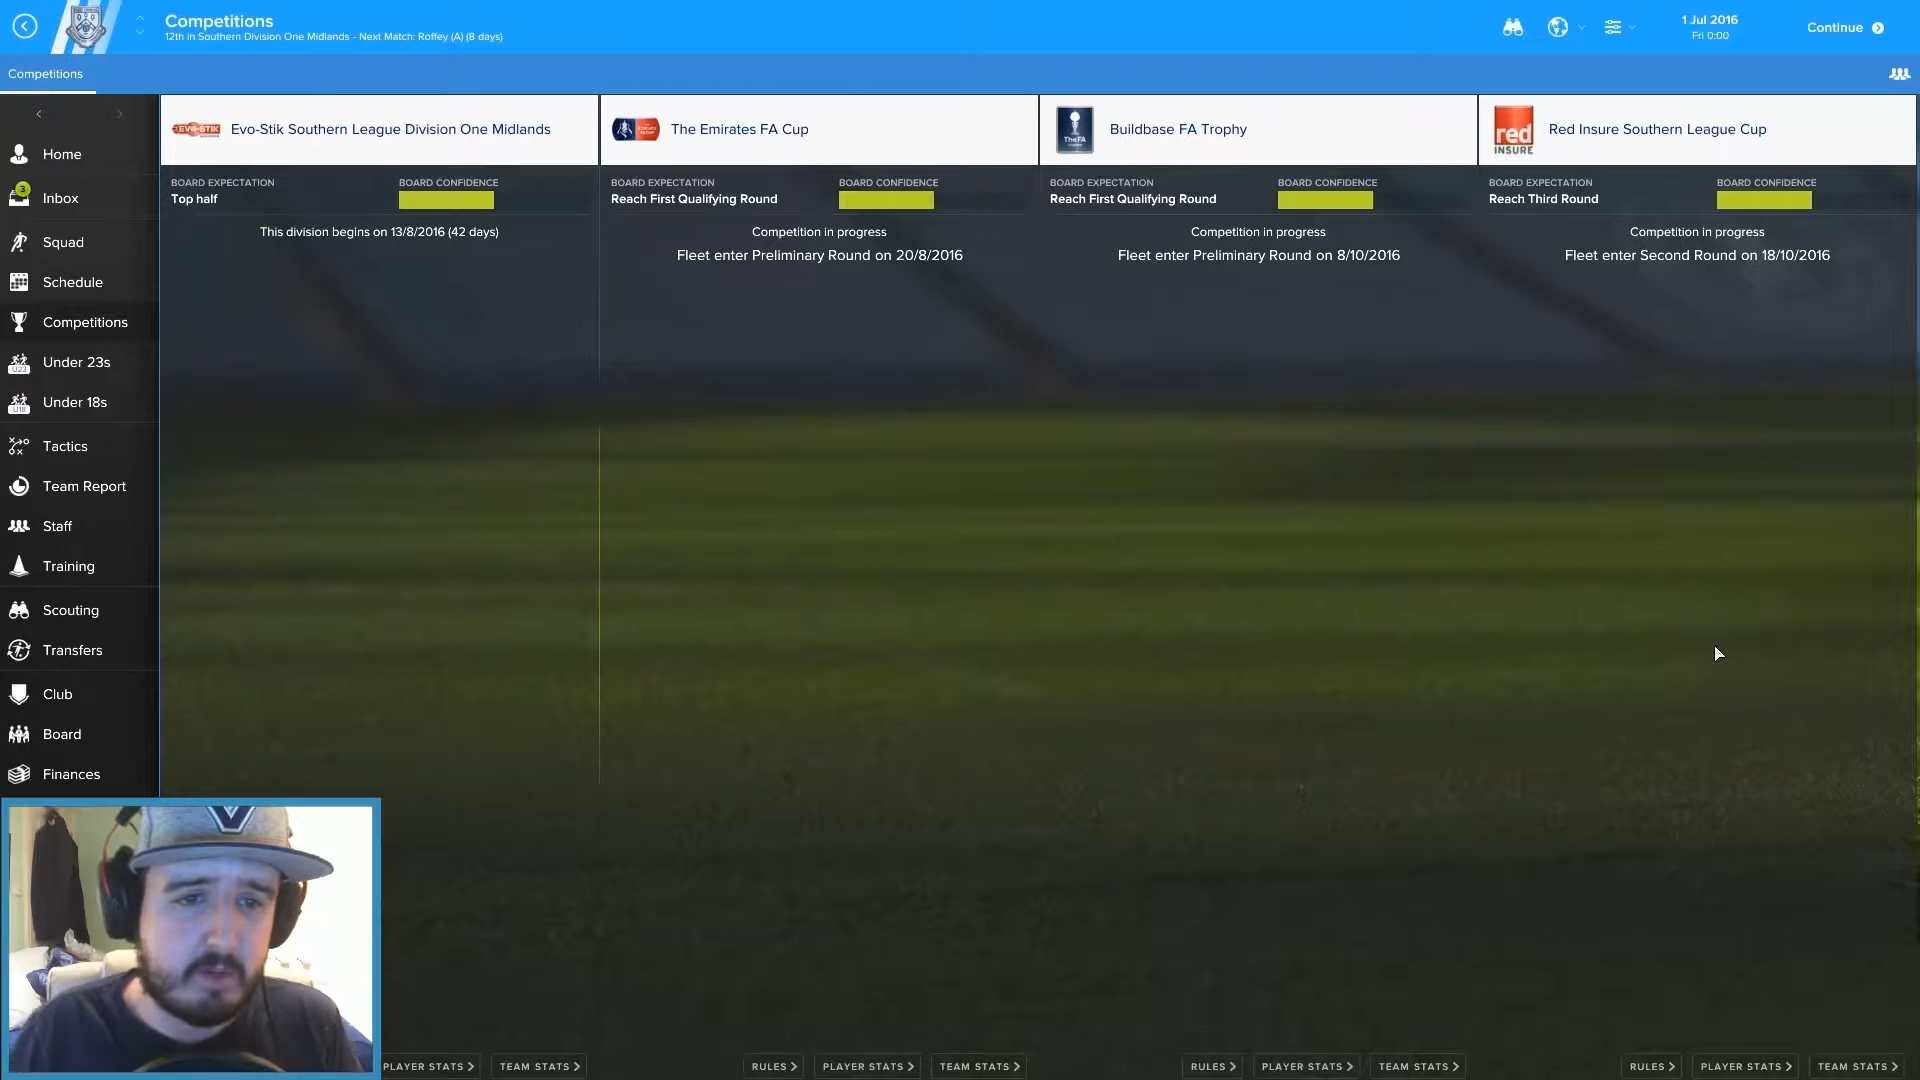 Competitions
12th in Southern Division One Midlands - Next Match: Roffey (A) (8 days)
1 Jul 2016
Fri 0:00
Continue
Competitions
Home
3
Inbox
Squad
Schedule
Competitions
U23
Under 23s
U18
Under 18s
Tactics
Team Report
Staff
Training
Scouting
Transfers
Club
Board
Finances
EVO-STIK
Evo-Stik Southern League Division One Midlands
BOARD EXPECTATION
Top half
BOARD CONFIDENCE
This division begins on 13/8/2016 (42 days)
The Emirates FA Cup
BOARD EXPECTATION
Reach First Qualifying Round
BOARD CONFIDENCE
Competition in progress
Fleet enter Preliminary Round on 20/8/2016
TheFA
Buildbase FA Trophy
BOARD EXPECTATION
Reach First Qualifying Round
BOARD CONFIDENCE
Competition in progress
Fleet enter Preliminary Round on 8/10/2016
red
INSURE
Red Insure Southern League Cup
BOARD EXPECTATION
Reach Third Round
BOARD CONFIDENCE
Competition in progress
Fleet enter Second Round on 18/10/2016
PLAYER STATS
TEAM STATS
RULES
PLAYER STATS
TEAM STATS
RULES
PLAYER STATS
TEAM STATS
RULES
PLAYER STATS
TEAM STATS